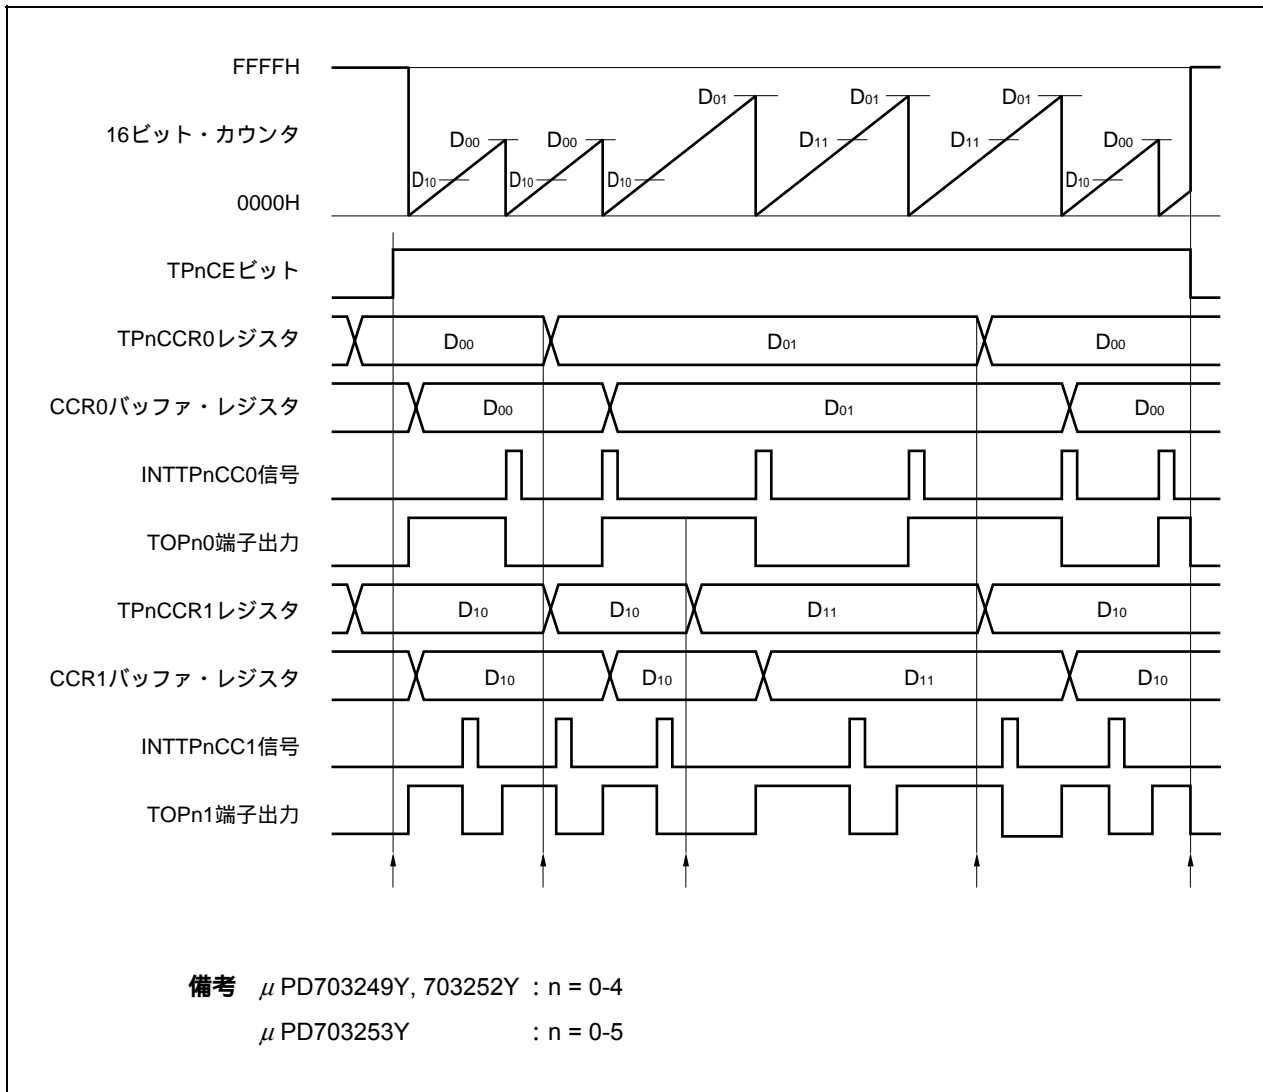 FFFFH
D01 D01 D01
16ビット・カウンタ D00 D00 D11 D11 D00
D10 D10 D10 D10
0000H
TPnCEビット
TPnCCR0レジスタ D00 D01 D00
CCR0バッファ・レジスタ D00 D01 D00
INTTPnCC0信号
TOPn0端子出力
TPnCCR1レジスタ D10 D10 D11 D10
CCR1バッファ・レジスタ D10 D10 D11 D10
INTTPnCC1信号
TOPn1端子出力
備考 μ PD703249Y, 703252Y : n = 0-4
μ PD703253Y : n = 0-5